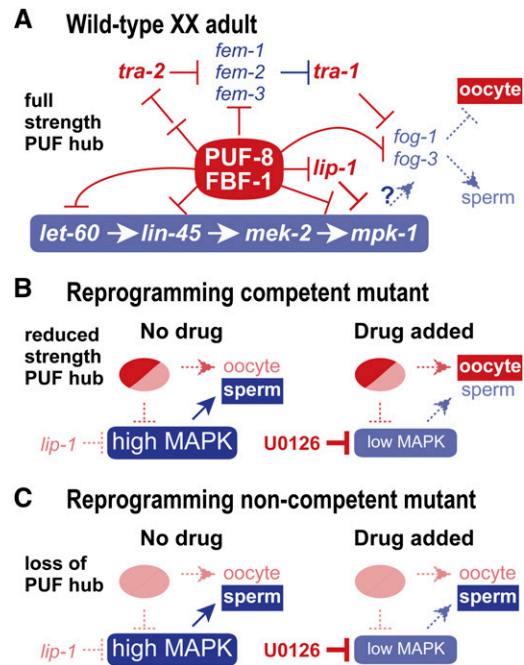 A Wild-type XX adult
full
strength
PUF hub
tra-2
fem-1
fem-2
fem-3
tra-1
oocyte
PUF-8
FBF-1
lip-1
fog-1
fog-3
?
sperm
let-60 lin-45 mek-2 mpk-1
B Reprogramming competent mutant
reduced
strength
PUF hub
No drug
oocyte
sperm
lip-1
high MAPK
Drug added
oocyte
sperm
U0126
low MAPK
C Reprogramming non-competent mutant
loss of
PUF hub
No drug
oocyte
sperm
lip-1
high MAPK
Drug added
oocyte
sperm
U0126
low MAPK